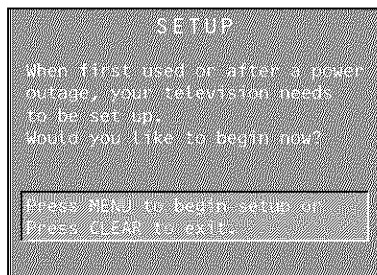 SETUP
When first used or after a power
outage, your television needs
to be set up.
Would you like to begin now?
Press MENU to begin setup or
Press CLEAR to exit.